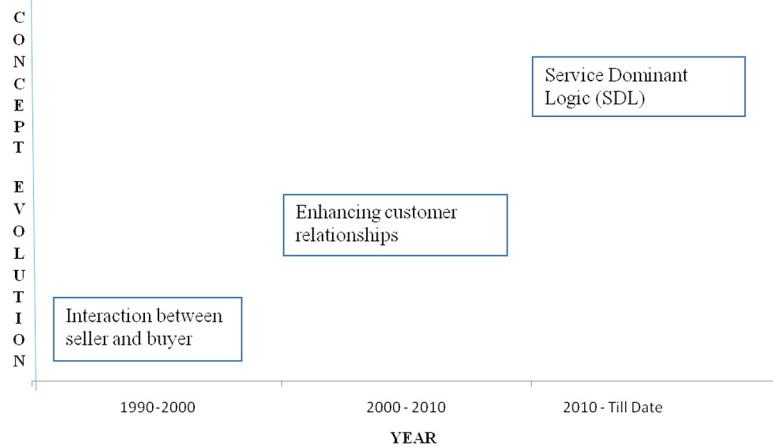 CONCEPT EVOLUTION
Service Dominant
Logic (SDL)
Enhancing customer
relationships
Interaction between
seller and buyer
1990-2000
2000 - 2010
2010 - Till Date
YEAR